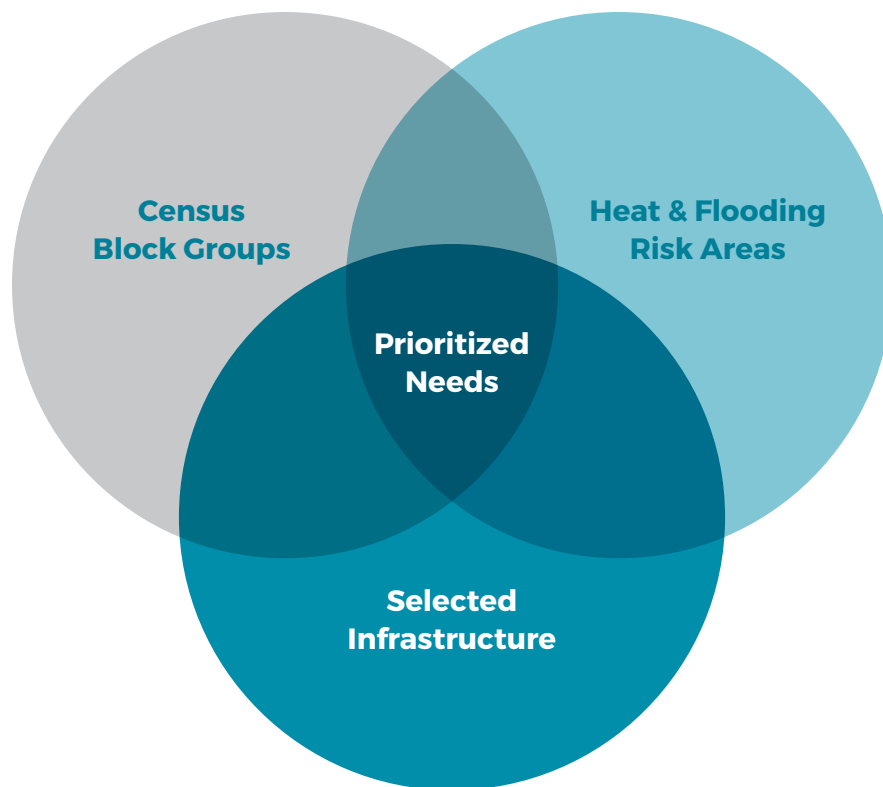 Census
Block Groups
Heat & Flooding
Risk Areas
Prioritized
Needs
Selected
Infrastructure